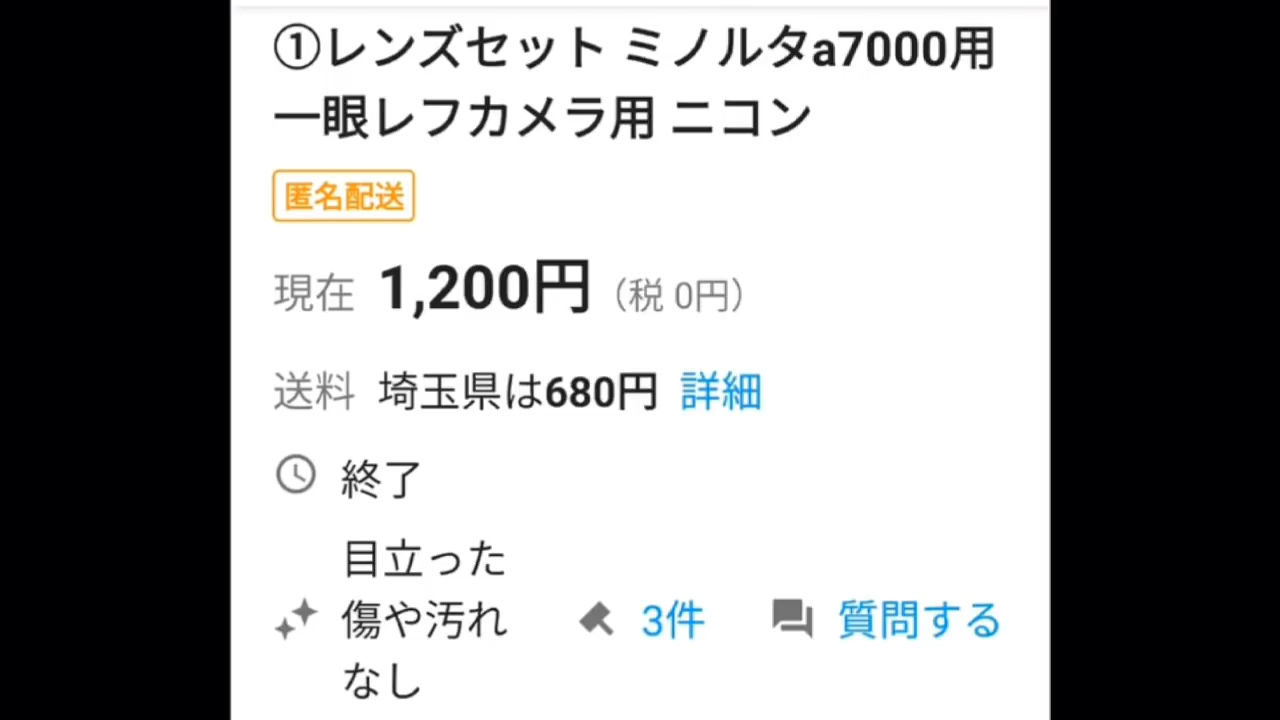 ①レンズセット ミノルタa7000用
一眼レフカメラ用 ニコン
匿名配送
現在 1,200円 (税 0円)
送料 埼玉県は680円 詳細
終了
目立った
傷や汚れ
なし
3件
質問する